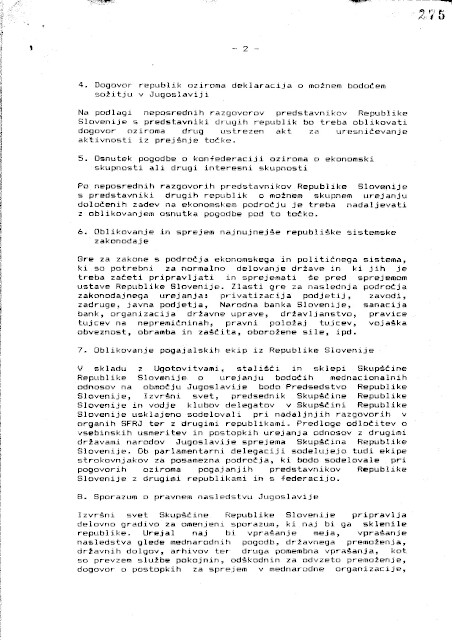 275
- 2 -
4. Dogovor republik oziroma deklaracija o možnem bodočem
sožitju v Jugoslaviji
Na podlagi neposrednih razgovorov predstavnikov Republike
Slovenije s predstavniki drugih republik bo treba oblikovati
dogovor oziroma drug ustrezen akt za uresničevanje
aktivnosti iz prejšnje točke.
5. Osnutek pogodbe o konfederaciji oziroma o ekonomski
skupnosti ali drugi interesni skupnosti
Po neposrednih razgovorih predstavnikov Republike Slovenije
s predstavniki drugih republik o možnem skupnem urejanju
določenih zadev na ekonomskem področju je treba nadaljevati
z oblikovanjem osnutka pogodbe pod to točko.
6. Oblikovanje in sprejem najnujnejše republiške sistemske
zakonodaje
Gre za zakone s področja ekonomskega in političnega sistema,
ki so potrebni za normalno delovanje države in ki jih je
treba začeti pripravljati in sprejemati še pred sprejemom
ustave Republike Slovenije. Zlasti gre za naslednja področja
zakonodajnega urejanja: privatizacija podjetij, zavodi,
zadruge, javna podjetja, Narodna banka Slovenije, sanacija
bank, organizacija državne uprave, državljanstvo, pravice
tujcev na nepremičninah, pravni položaj tujcev, vojaška
obveznost, obramba in zaščita, oborožene sile, ipd.
7. Oblikovanje pogajalskih ekip iz Republike Slovenije
V skladu z Ugotovitvami, stališči in sklepi Skupščine
Republike Slovenije o urejanju bodočih mednacionalnih
odnosov na območju Jugoslavije bodo Predsedstvo Republike
Slovenije, Izvršni svet, predsednik Skupščine Republike
Slovenije in vodje klubov delegatov v Skupščini Republike
Slovenije usklajeno sodelovali pri nadaljnjih razgovorih v
organih SFRJ ter z drugimi republikami. Predloge odločitev o
vsebinskih usmeritev in postopkih urejanja odnosov z drugimi
državami narodov Jugoslavije sprejema Skupščina Republike
Slovenije. Ob parlamentarni delegaciji sodelujejo tudi ekipe
strokovnjakov za posamezna področja, ki bodo sodelovale pri
pogovorih oziroma pogajanjih predstavnikov Republike
Slovenije z drugimi republikami in s federacijo.
8. Sporazum o pravnem nasledstvu Jugoslavije
Izvršni svet Skupščine Republike Slovenije pripravlja
delovno gradivo za omenjeni sporazum, ki naj bi ga sklenile
republike. Urejal naj bi vprašanje meja, vprašanje
nasledstva glede mednarodnih pogodb, državnega premoženja,
državnih dolgov, arhivov ter druga pomembna vprašanja, kot
so prevzem službe pokojnin, odškodnin za odvzeto premoženje,
dogovor o postopkih za sprejem v mednarodne organizacije,